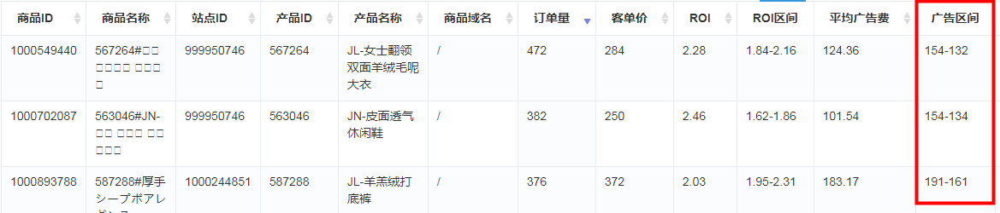 商品ID 商品名称 站点ID 产品ID 产品名称 商品域名 订单量 客单价 ROI ROI区间 平均广告费 广告区间
1000549440 567264#□□ 999950746 567264 JL-女士翻领 / 472 284 2.28 1.84-2.16 124.36 154-132
□□□□ □□□ 双面羊绒毛呢
□ 大衣
1000702087 563046#JN- 999950746 563046 JN-皮面透气 / 382 250 2.46 1.62-1.86 101.54 154-134
□□ □□□ □□ 休闲鞋
□□□
1000893788 587288#厚手 1000244851 587288 JL-羊羔绒打 / 376 372 2.03 1.95-2.31 183.17 191-161
シープボアレ 底裤